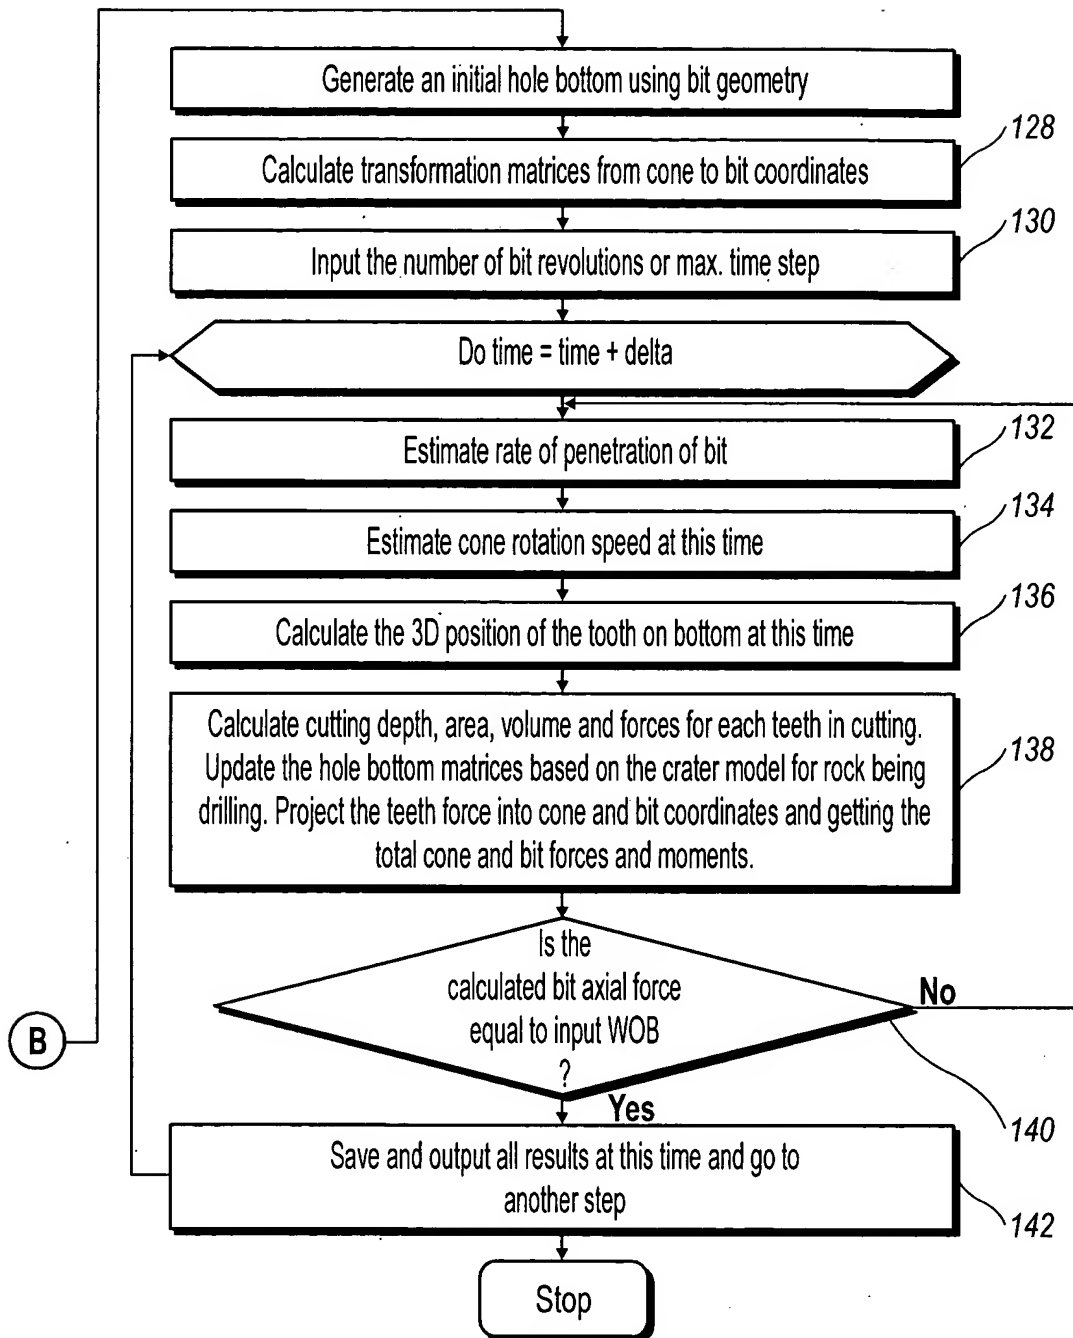 Generate an initial hole bottom using bit geometry
128
Calculate transformation matrices from cone to bit coordinates
130
Input the number of bit revolutions or max. time step
Do time = time + delta
132
Estimate rate of penetration of bit
134
Estimate cone rotation speed at this time
136
Calculate the 3D position of the tooth on bottom at this time
Calculate cutting depth, area, volume and forces for each teeth in cutting.
Update the hole bottom matrices based on the crater model for rock being
drilling. Project the teeth force into cone and bit coordinates and getting the
total cone and bit forces and moments.
138
Is the
calculated bit axial force
equal to input WOB
?
No
B
Yes
140
Save and output all results at this time and go to
another step
142
Stop